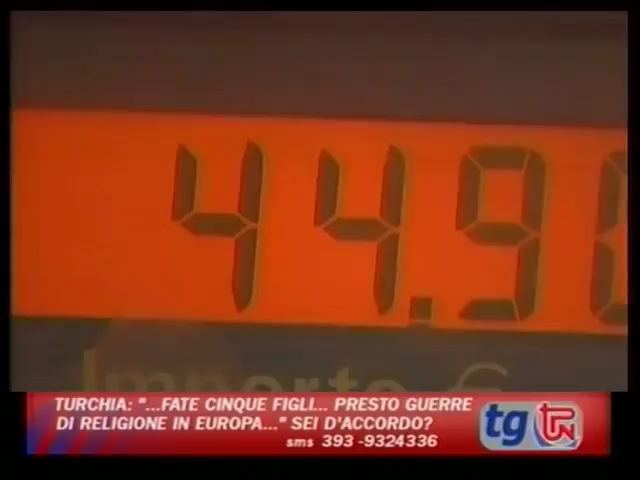 44.9
Importo €
TURCHIA: "...FATE CINQUE FIGLI... PRESTO GUERRE
DI RELIGIONE IN EUROPA..." SEI D'ACCORDO?
sms 393 -9324336
tg TPN